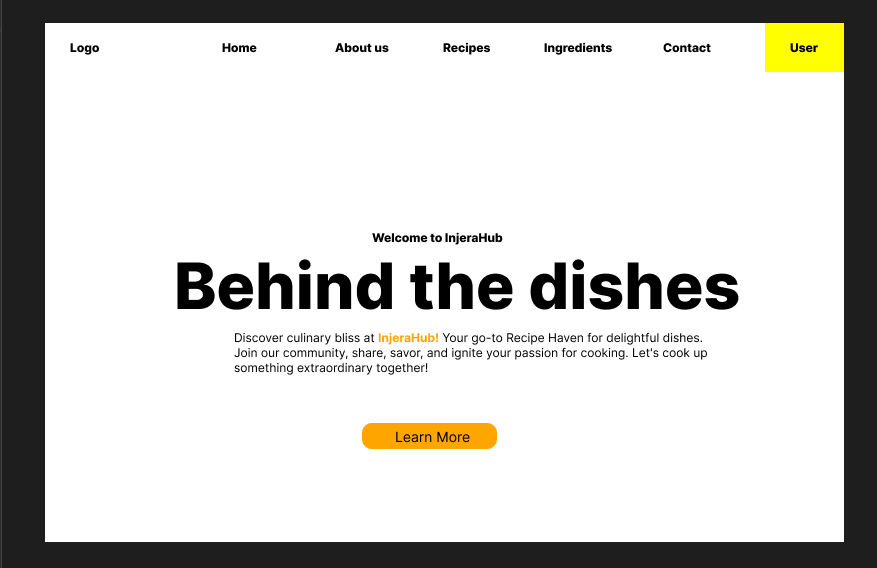 Logo Home About us Recipes Ingredients Contact User
Welcome to InjeraHub
Behind the dishes
Discover culinary bliss at InjeraHub! Your go-to Recipe Haven for delightful dishes.
Join our community, share, savor, and ignite your passion for cooking. Let's cook up
something extraordinary together!
Learn More